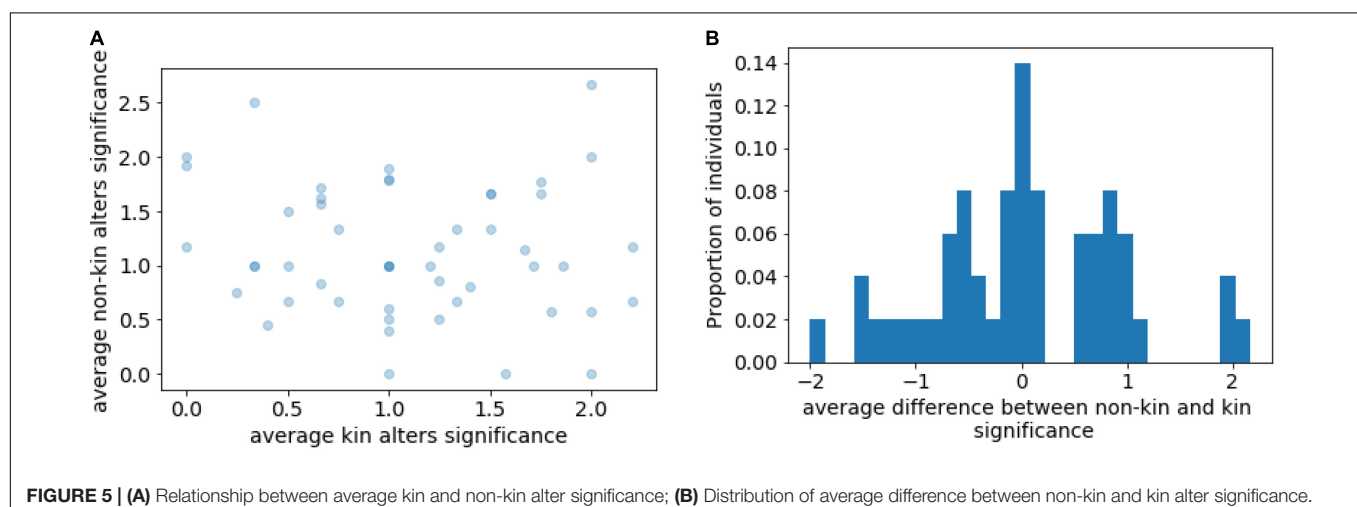 A
average non-kin alters significance
2.5
2.0
1.5
1.0
0.5
0.0
0.0 0.5 1.0 1.5 2.0
average kin alters significance
B
Proportion of individuals
0.14
0.12
0.10
0.08
0.06
0.04
0.02
0.00
−2 −1 0 1 2
average difference between non-kin and kin
significance
FIGURE 5 | (A) Relationship between average kin and non-kin alter significance; (B) Distribution of average difference between non-kin and kin alter significance.